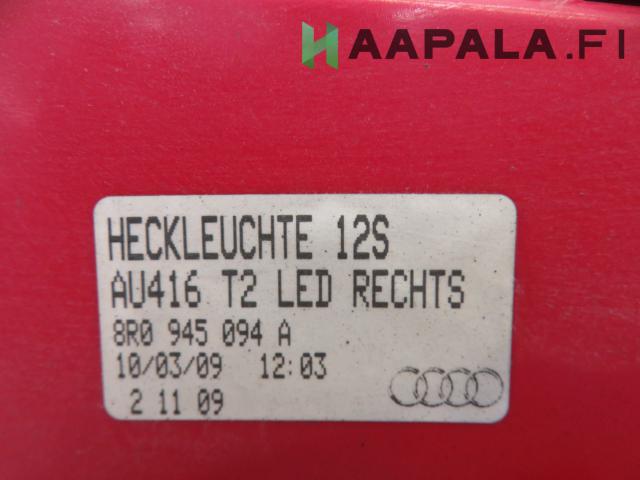 HAAPALA.FI
HECKLEUCHTE 12S
AU416 T2 LED RECHTS
8R0 945 094 A
10/03/09 12:03
2 11 09